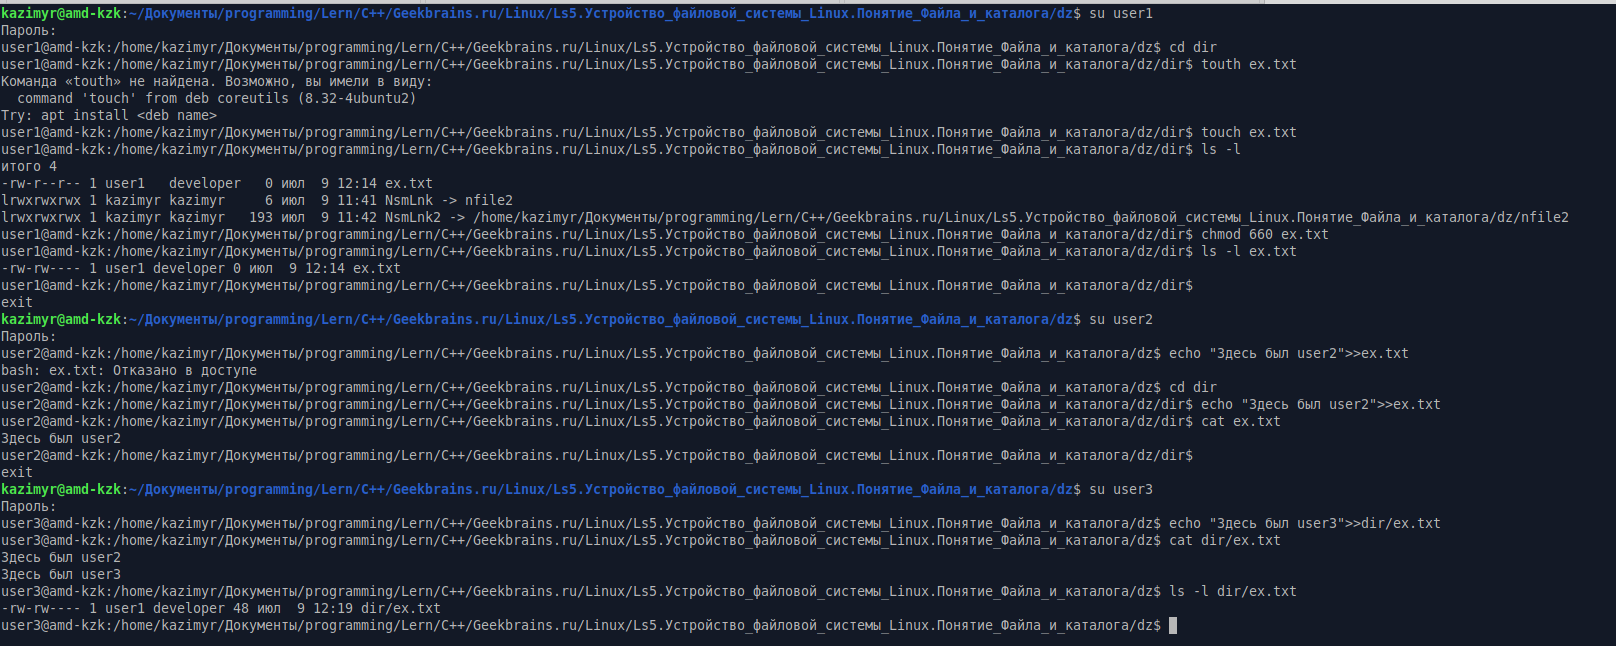 kazimyr@amd-kzk:~/Документы/programming/Lern/C++/Geekbrains.ru/Linux/Ls5.Устройство_файловой_системы_Linux.Понятие_Файла_и_каталога/dz$ su user1
Пароль:
user1@amd-kzk:/home/kazimyr/Документы/programming/Lern/C++/Geekbrains.ru/Linux/Ls5.Устройство_файловой_системы_Linux.Понятие_Файла_и_каталога/dz$ cd dir
user1@amd-kzk:/home/kazimyr/Документы/programming/Lern/C++/Geekbrains.ru/Linux/Ls5.Устройство_файловой_системы_Linux.Понятие_Файла_и_каталога/dz/dir$ touth ex.txt
Команда «touth» не найдена. Возможно, вы имели в виду:
  command 'touch' from deb coreutils (8.32-4ubuntu2)
Try: apt install <deb name>
user1@amd-kzk:/home/kazimyr/Документы/programming/Lern/C++/Geekbrains.ru/Linux/Ls5.Устройство_файловой_системы_Linux.Понятие_Файла_и_каталога/dz/dir$ touch ex.txt
user1@amd-kzk:/home/kazimyr/Документы/programming/Lern/C++/Geekbrains.ru/Linux/Ls5.Устройство_файловой_системы_Linux.Понятие_Файла_и_каталога/dz/dir$ ls -l
итого 4
-rw-r--r-- 1 user1   developer   0 июл  9 12:14 ex.txt
lrwxrwxrwx 1 kazimyr kazimyr     6 июл  9 11:41 NsmLnk -> nfile2
lrwxrwxrwx 1 kazimyr kazimyr   193 июл  9 11:42 NsmLnk2 -> /home/kazimyr/Документы/programming/Lern/C++/Geekbrains.ru/Linux/Ls5.Устройство_файловой_системы_Linux.Понятие_Файла_и_каталога/dz/nfile2
user1@amd-kzk:/home/kazimyr/Документы/programming/Lern/C++/Geekbrains.ru/Linux/Ls5.Устройство_файловой_системы_Linux.Понятие_Файла_и_каталога/dz/dir$ chmod 660 ex.txt
user1@amd-kzk:/home/kazimyr/Документы/programming/Lern/C++/Geekbrains.ru/Linux/Ls5.Устройство_файловой_системы_Linux.Понятие_Файла_и_каталога/dz/dir$ ls -l ex.txt
-rw-rw---- 1 user1 developer 0 июл  9 12:14 ex.txt
user1@amd-kzk:/home/kazimyr/Документы/programming/Lern/C++/Geekbrains.ru/Linux/Ls5.Устройство_файловой_системы_Linux.Понятие_Файла_и_каталога/dz/dir$
exit
kazimyr@amd-kzk:~/Документы/programming/Lern/C++/Geekbrains.ru/Linux/Ls5.Устройство_файловой_системы_Linux.Понятие_Файла_и_каталога/dz$ su user2
Пароль:
user2@amd-kzk:/home/kazimyr/Документы/programming/Lern/C++/Geekbrains.ru/Linux/Ls5.Устройство_файловой_системы_Linux.Понятие_Файла_и_каталога/dz$ echo "Здесь был user2">>ex.txt
bash: ex.txt: Отказано в доступе
user2@amd-kzk:/home/kazimyr/Документы/programming/Lern/C++/Geekbrains.ru/Linux/Ls5.Устройство_файловой_системы_Linux.Понятие_Файла_и_каталога/dz$ cd dir
user2@amd-kzk:/home/kazimyr/Документы/programming/Lern/C++/Geekbrains.ru/Linux/Ls5.Устройство_файловой_системы_Linux.Понятие_Файла_и_каталога/dz/dir$ echo "Здесь был user2">>ex.txt
user2@amd-kzk:/home/kazimyr/Документы/programming/Lern/C++/Geekbrains.ru/Linux/Ls5.Устройство_файловой_системы_Linux.Понятие_Файла_и_каталога/dz/dir$ cat ex.txt
Здесь был user2
user2@amd-kzk:/home/kazimyr/Документы/programming/Lern/C++/Geekbrains.ru/Linux/Ls5.Устройство_файловой_системы_Linux.Понятие_Файла_и_каталога/dz/dir$
exit
kazimyr@amd-kzk:~/Документы/programming/Lern/C++/Geekbrains.ru/Linux/Ls5.Устройство_файловой_системы_Linux.Понятие_Файла_и_каталога/dz$ su user3
Пароль:
user3@amd-kzk:/home/kazimyr/Документы/programming/Lern/C++/Geekbrains.ru/Linux/Ls5.Устройство_файловой_системы_Linux.Понятие_Файла_и_каталога/dz$ echo "Здесь был user3">>dir/ex.txt
user3@amd-kzk:/home/kazimyr/Документы/programming/Lern/C++/Geekbrains.ru/Linux/Ls5.Устройство_файловой_системы_Linux.Понятие_Файла_и_каталога/dz$ cat dir/ex.txt
Здесь был user2
Здесь был user3
user3@amd-kzk:/home/kazimyr/Документы/programming/Lern/C++/Geekbrains.ru/Linux/Ls5.Устройство_файловой_системы_Linux.Понятие_Файла_и_каталога/dz$ ls -l dir/ex.txt
-rw-rw---- 1 user1 developer 48 июл  9 12:19 dir/ex.txt
user3@amd-kzk:/home/kazimyr/Документы/programming/Lern/C++/Geekbrains.ru/Linux/Ls5.Устройство_файловой_системы_Linux.Понятие_Файла_и_каталога/dz$